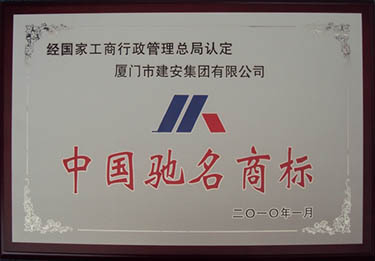 经国家工商行政管理总局认定
厦门市建安集团有限公司
中国驰名商标
二〇一〇年一月